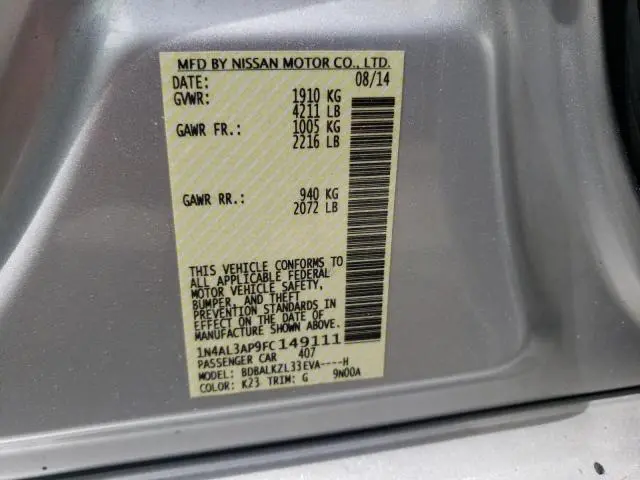 MFD BY NISSAN MOTOR CO., LTD.
DATE: 08/14
GVWR: 1910 KG
4211 LB
GAWR FR.: 1005 KG
2216 LB
GAWR RR.: 940 KG
2072 LB
THIS VEHICLE CONFORMS TO
ALL APPLICABLE FEDERAL
MOTOR VEHICLE SAFETY,
BUMPER, AND THEFT
PREVENTION STANDARDS IN
EFFECT ON THE DATE OF
MANUFACTURE SHOWN ABOVE.
1N4AL3AP9FC149111
PASSENGER CAR 407
MODEL: BDBALKZL33EVA----H
COLOR: K23 TRIM: G 9N00A